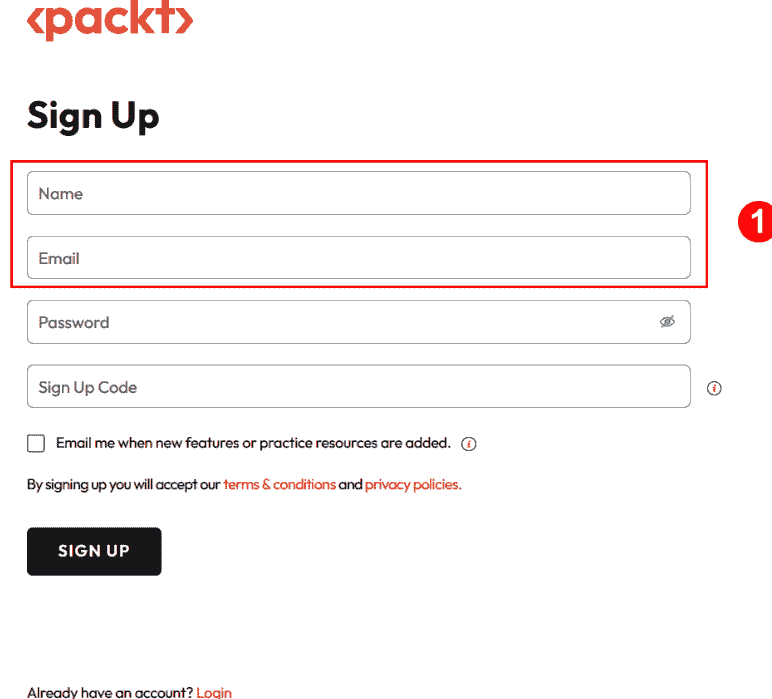 <packt>
Sign Up
Name
1
Email
Password
Sign Up Code
Email me when new features or practice resources are added.
By signing up you will accept our terms & conditions and privacy policies.
SIGN UP
Already have an account? Login